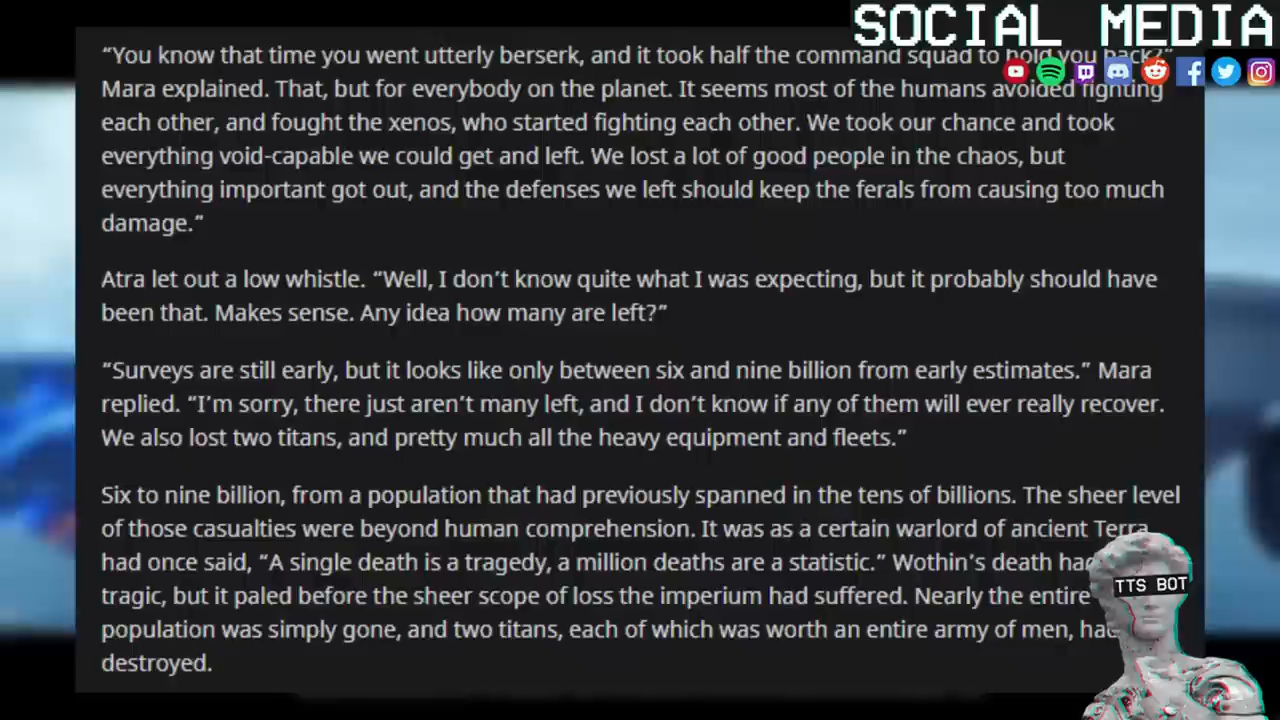 SOCIAL MEDIA
“You know that time you went utterly berserk, and it took half the command squad to hold you back?”
Mara explained. That, but for everybody on the planet. It seems most of the humans avoided fighting
each other, and fought the xenos, who started fighting each other. We took our chance and took
everything void-capable we could get and left. We lost a lot of good people in the chaos, but
everything important got out, and the defenses we left should keep the ferals from causing too much
damage.”
Atra let out a low whistle. “Well, I don’t know quite what I was expecting, but it probably should have
been that. Makes sense. Any idea how many are left?”
“Surveys are still early, but it looks like only between six and nine billion from early estimates.” Mara
replied. “I’m sorry, there just aren’t many left, and I don’t know if any of them will ever really recover.
We also lost two titans, and pretty much all the heavy equipment and fleets.”
Six to nine billion, from a population that had previously spanned in the tens of billions. The sheer level
of those casualties were beyond human comprehension. It was as a certain warlord of ancient Terra
had once said, “A single death is a tragedy, a million deaths are a statistic.” Wothin’s death
tragic, but it paled before the sheer scope of loss the imperium had suffered. Nearly the entire
population was simply gone, and two titans, each of which was worth an entire army of men,
destroyed.
TTS BOT